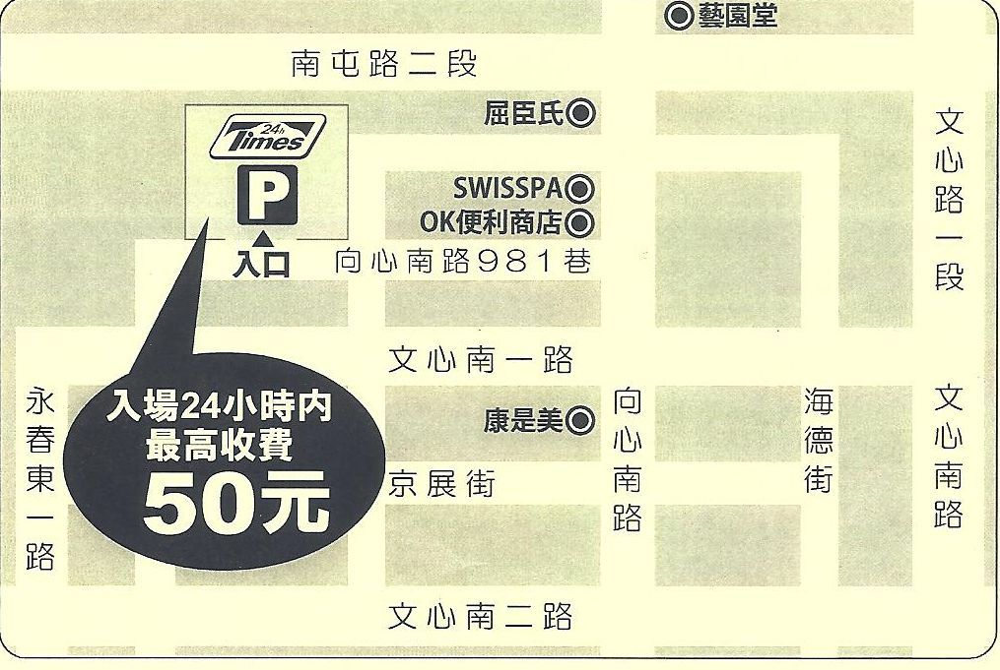 藝園堂
南屯路二段
屈臣氏
24h
Times
P
入口
SWISSPA
OK便利商店
向心南路981巷
文心路一段
文心南一路
入場24小時內
最高收費
50元
永春東一路
康是美
京展街
向心南路
海德街
文心南路
文心南二路